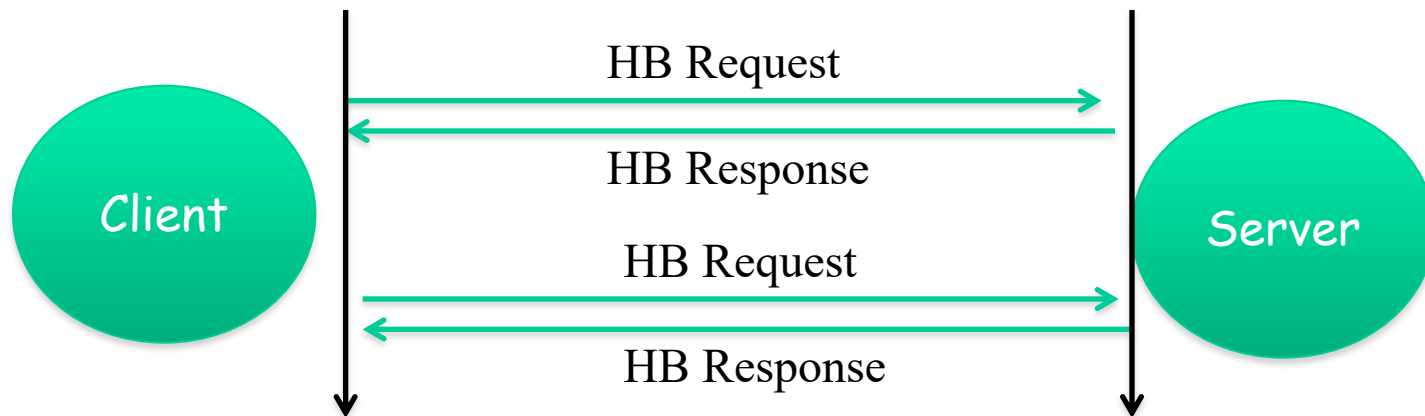 HB Request
HB Response
Client
Server
HB Request
HB Response